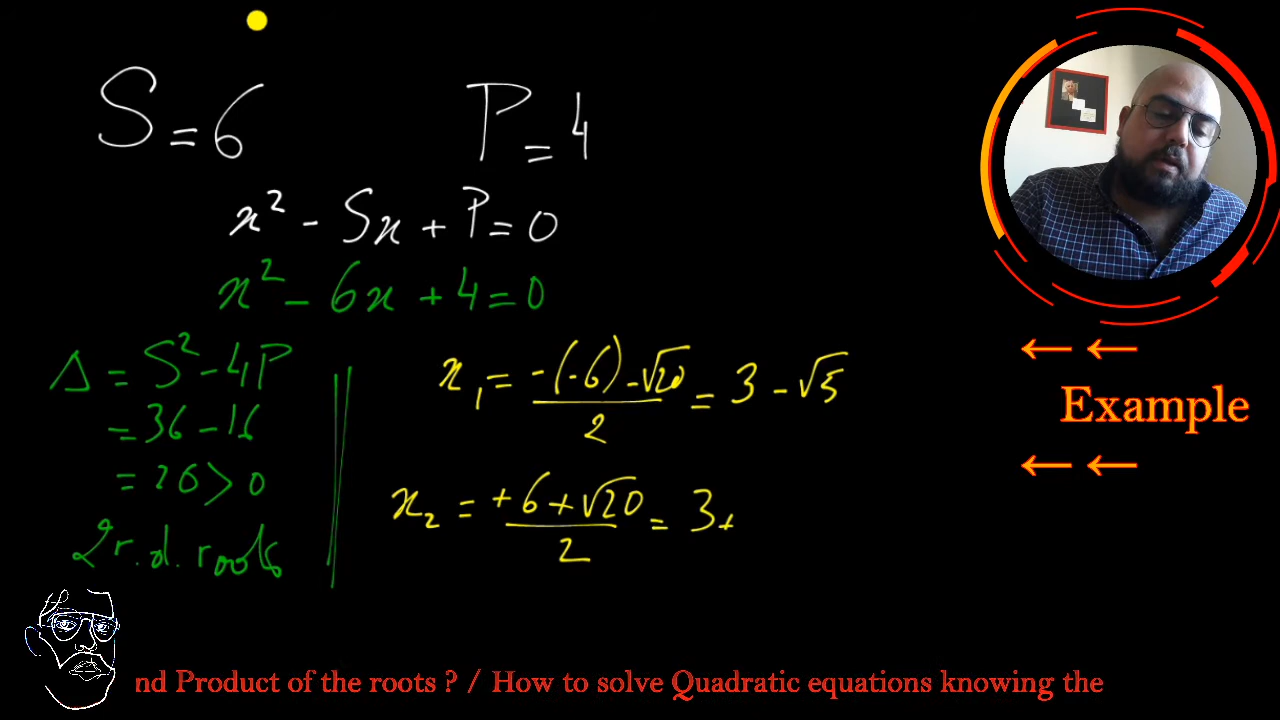 S = 6 P = 4
x² - Sx + P = 0
x² - 6x + 4 = 0
Δ = S² - 4P
= 36 - 16
= 20 > 0
2 r.d. roots
x₁ = (-(-6) - √20)/2 = 3 - √5
x₂ = (+6 + √20)/2 = 3 +
← ←
Example
← ←
nd Product of the roots ? / How to solve Quadratic equations knowing the